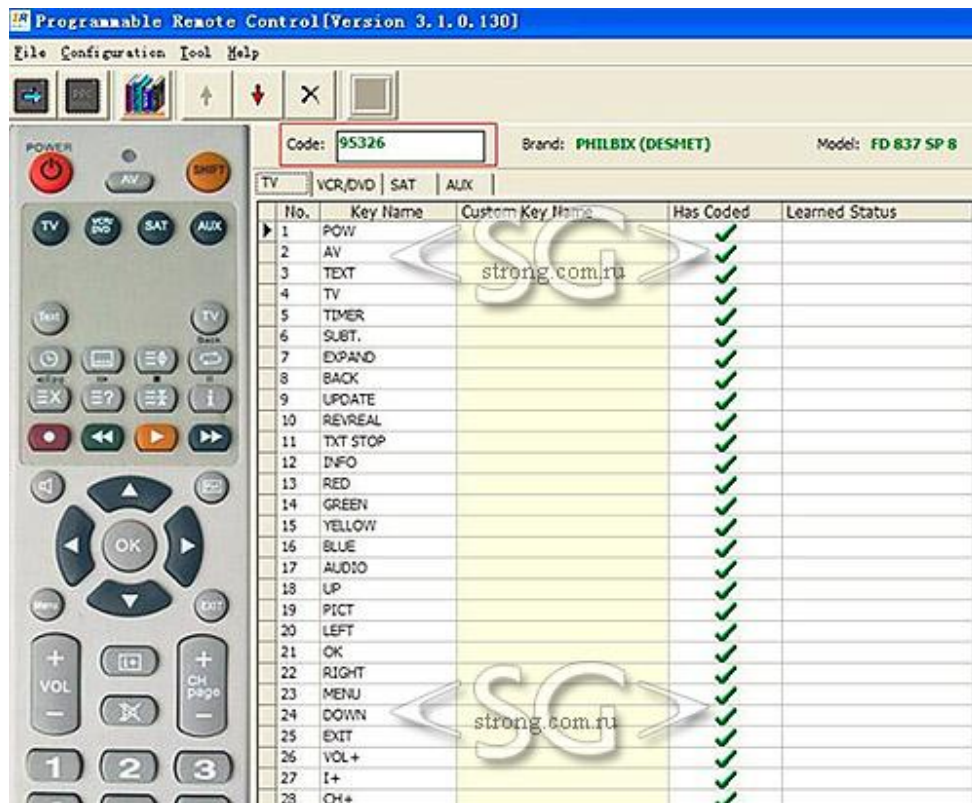 Programmable Remote Control[Version 3.1.0.130]
File Configuration Tool Help
Code: 95326 Brand: PHILBIX (DESMET) Model: FD 837 SP 8
TV VCR/DVD SAT AUX
No. Key Name Custom Key Name Has Coded Learned Status
1 POW
2 AV
3 TEXT
4 TV
5 TIMER
6 SUBT.
7 EXPAND
8 BACK
9 UPDATE
10 REVREAL
11 TXT STOP
12 INFO
13 RED
14 GREEN
15 YELLOW
16 BLUE
17 AUDIO
18 UP
19 PICT
20 LEFT
21 OK
22 RIGHT
23 MENU
24 DOWN
25 EXIT
26 VOL+
27 I+
28 CH+
POWER
AV
SHIFT
TV VCR/DVD SAT AUX
Text TV
Back
OK
Menu EXIT
+ I+ +
VOL CH page
- -
1 2 3
SG
strong.com.ru
SG
strong.com.ru